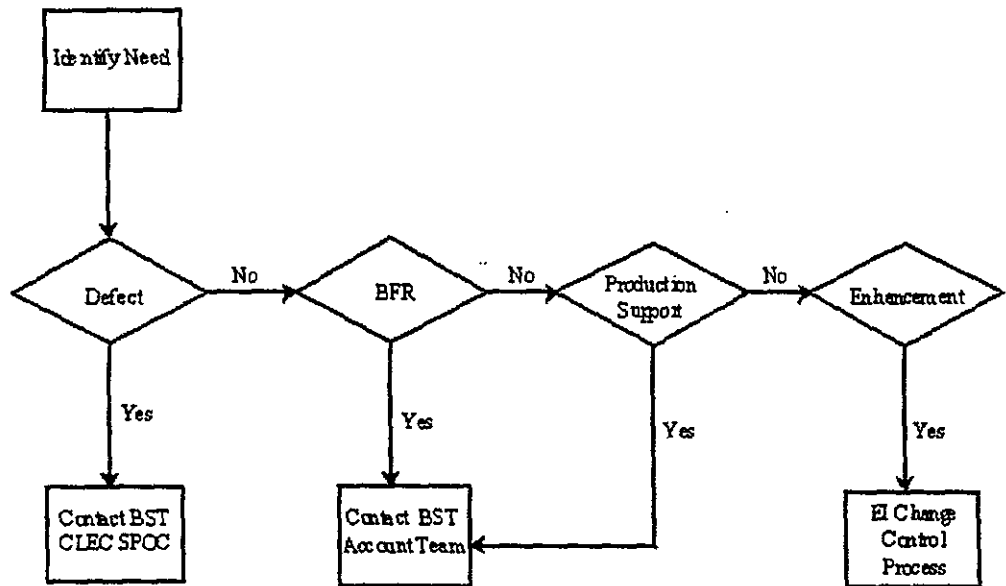 Identify Need
Defect
No
BFR
No
Production
Support
No
Enhancement
Yes
Yes
Yes
Yes
Contact BST
CLEC SPOC
Contact BST
Account Team
EI Change
Control
Process